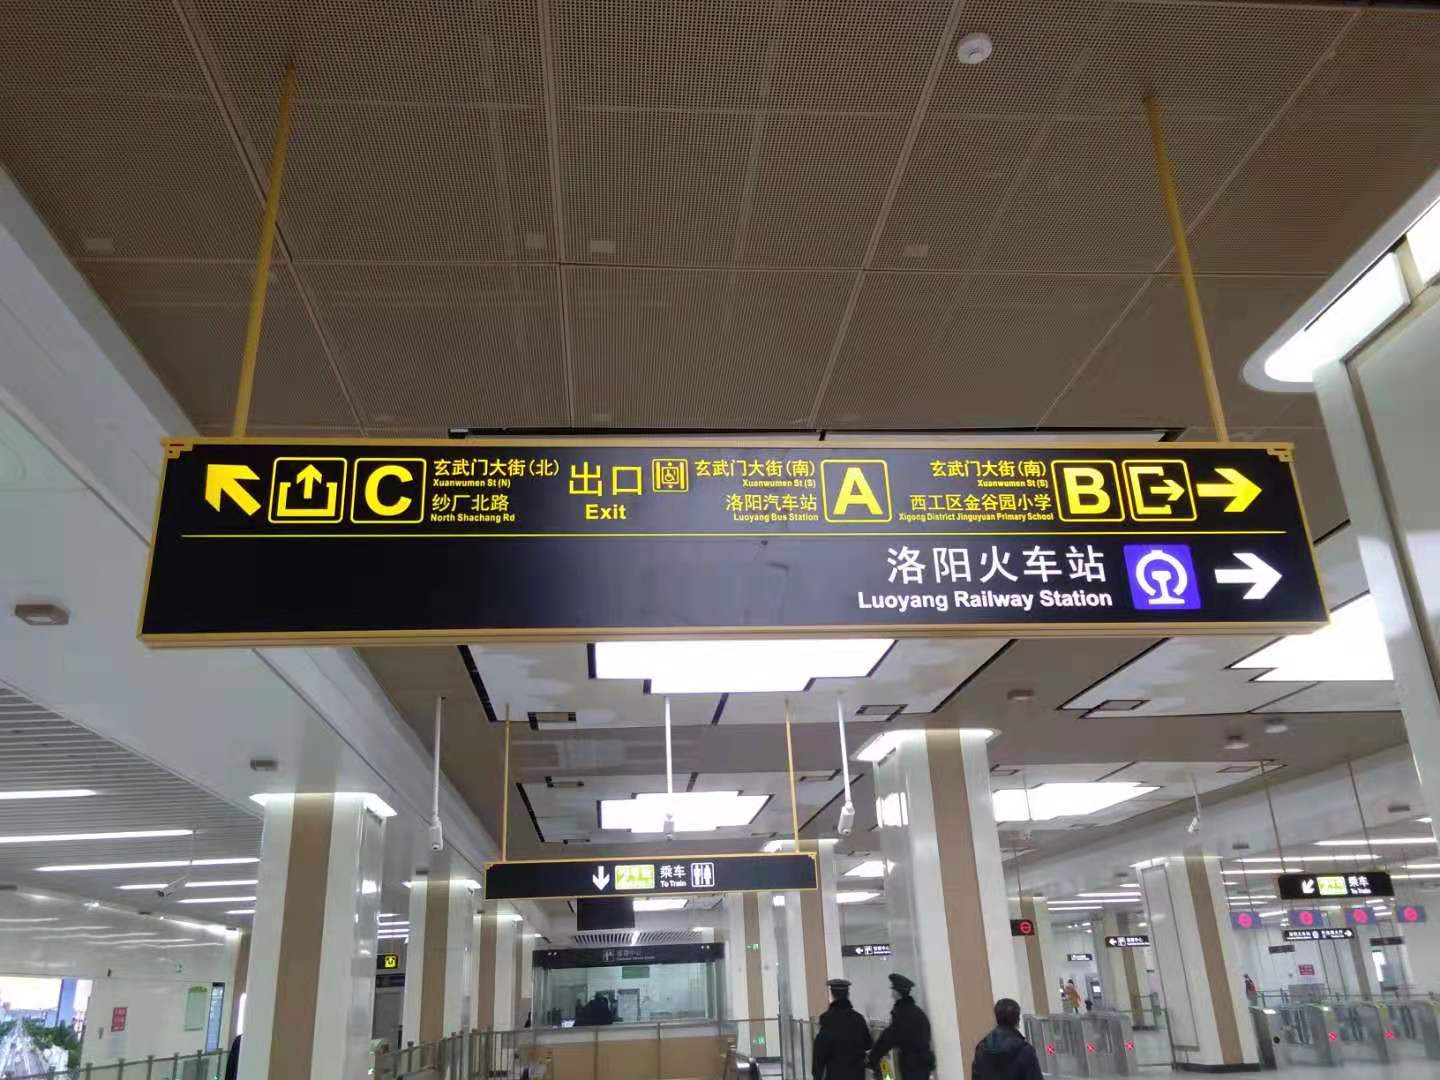 C
玄武门大街(北)
Xuanwumen St (N)
纱厂北路
North Shachang Rd
出口
Exit
玄武门大街(南)
Xuanwumen St (S)
洛阳汽车站
Luoyang Bus Station
A
玄武门大街(南)
Xuanwumen St (S)
西工区金谷园小学
Xigong District Jinguyuan Primary School
B
洛阳火车站
Luoyang Railway Station
乘车
To Train
乘车